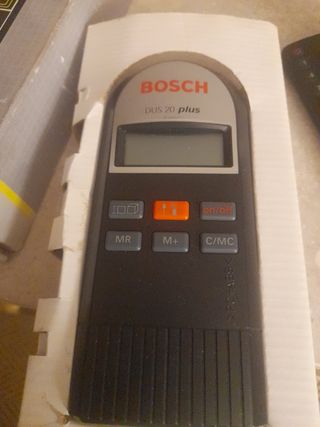 BOSCH
DUS 20 plus
on/off
MR M+ C/MC